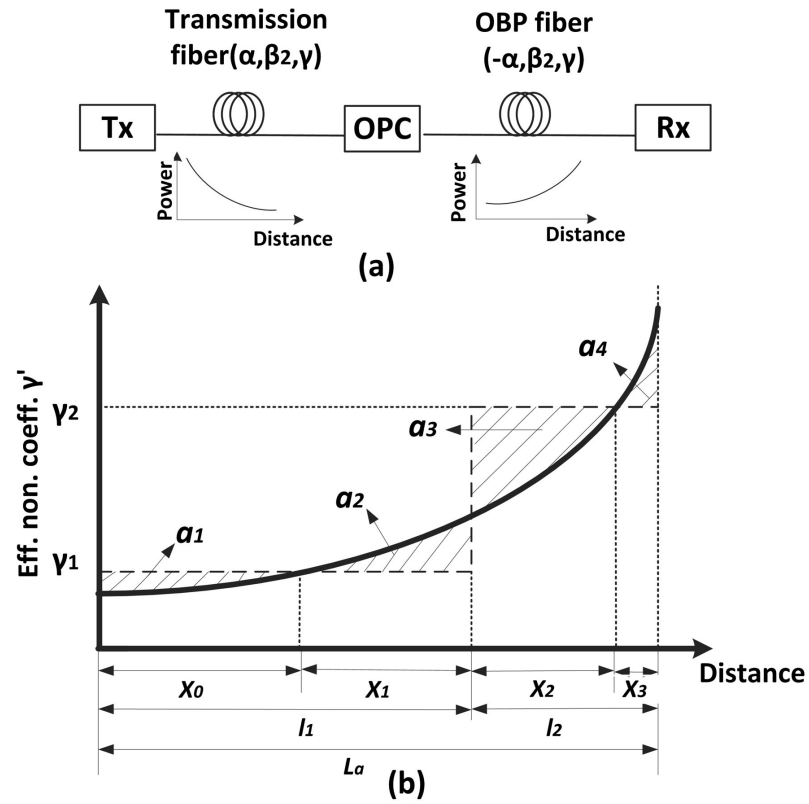 Transmission
fiber(α,β2,γ)
OBP fiber
(-α,β2,γ)
Tx
OPC
Rx
Power
Distance
Power
Distance
(a)
Eff. non. coeff. γ'
γ2
γ1
a1
a2
a3
a4
Distance
X0
X1
X2
X3
l1
l2
La
(b)